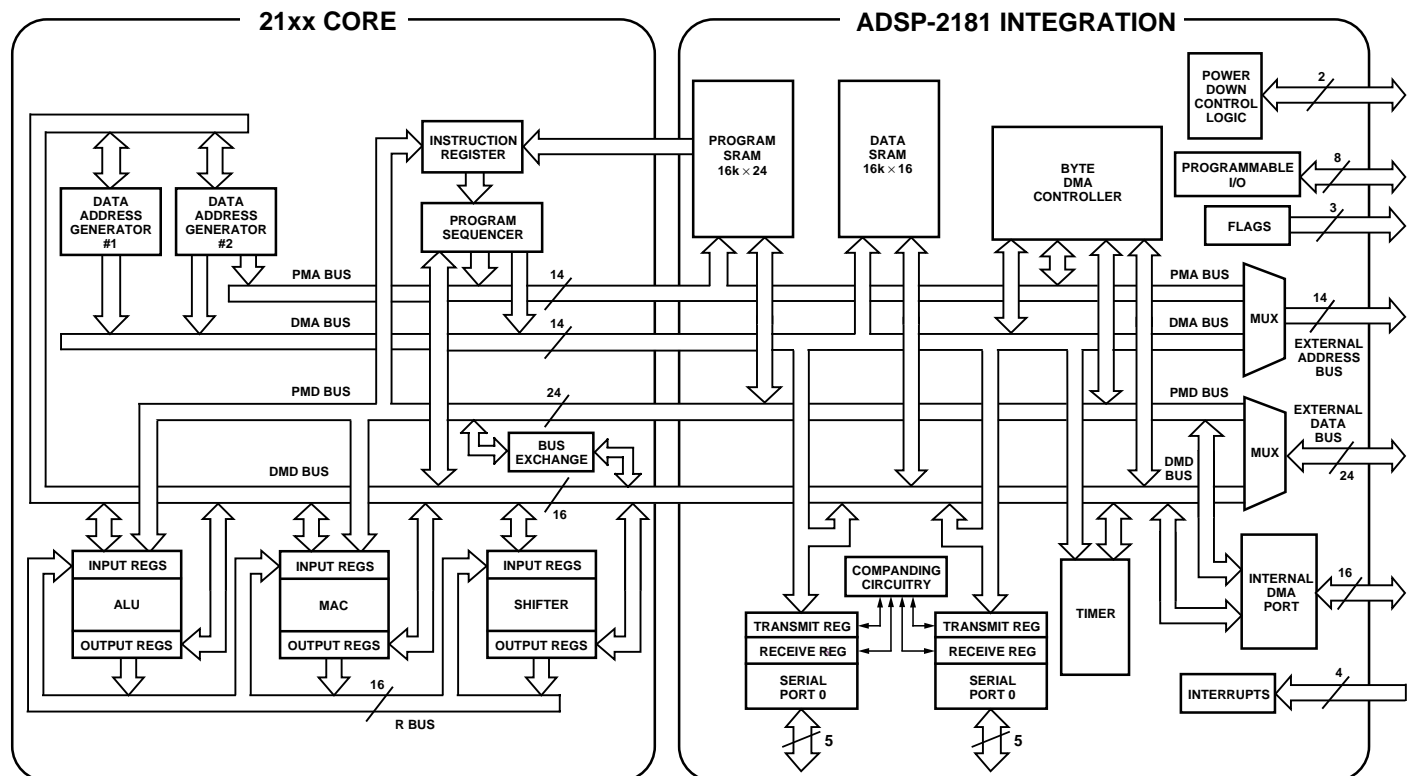 21xx CORE
ADSP-2181 INTEGRATION
POWER
DOWN
CONTROL
LOGIC
2
INSTRUCTION
REGISTER
PROGRAM
SRAM
16k × 24
DATA
SRAM
16k × 16
BYTE
DMA
CONTROLLER
PROGRAMMABLE
I/O
8
DATA
ADDRESS
GENERATOR
#1
DATA
ADDRESS
GENERATOR
#2
PROGRAM
SEQUENCER
FLAGS
3
PMA BUS
14
PMA BUS
DMA BUS
14
DMA BUS
MUX
14
EXTERNAL
ADDRESS
BUS
PMD BUS
24
PMD BUS
EXTERNAL
DATA
BUS
BUS
EXCHANGE
DMD BUS
16
DMD
BUS
MUX
24
INPUT REGS
ALU
OUTPUT REGS
INPUT REGS
MAC
OUTPUT REGS
INPUT REGS
SHIFTER
OUTPUT REGS
16
R BUS
COMPANDING
CIRCUITRY
TRANSMIT REG
RECEIVE REG
SERIAL
PORT 0
5
TRANSMIT REG
RECEIVE REG
SERIAL
PORT 0
5
TIMER
INTERNAL
DMA
PORT
16
INTERRUPTS
4